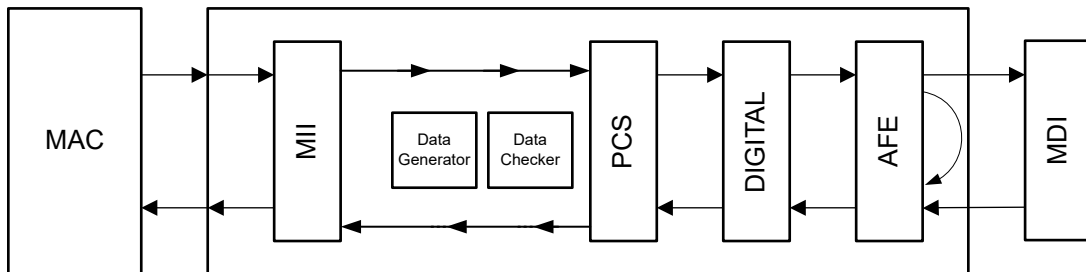 MAC
MII
Data
Generator
Data
Checker
PCS
DIGITAL
AFE
MDI